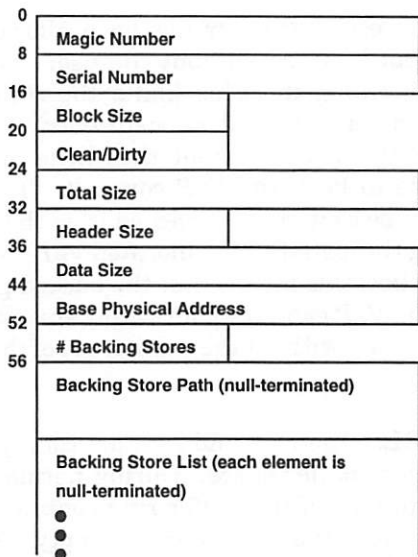 0
Magic Number
8
Serial Number
16
Block Size
20
Clean/Dirty
24
Total Size
32
Header Size
36
Data Size
44
Base Physical Address
52
# Backing Stores
56
Backing Store Path (null-terminated)
Backing Store List (each element is
null-terminated)